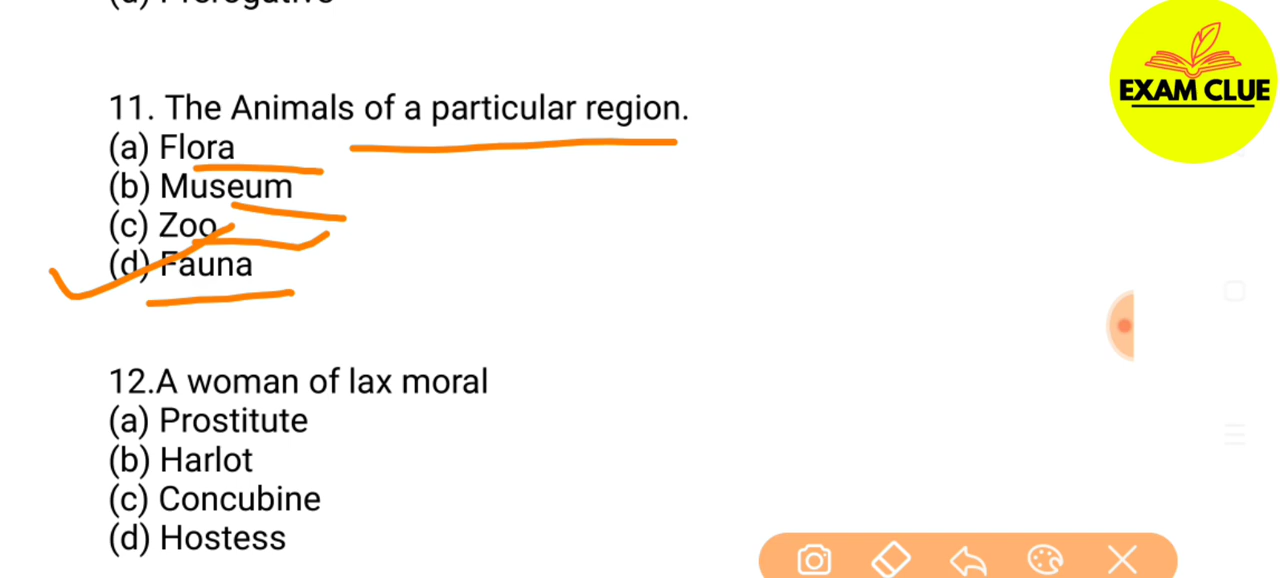 EXAM CLUE
11. The Animals of a particular region.
(a) Flora
(b) Museum
(c) Zoo
(d) Fauna
12.A woman of lax moral
(a) Prostitute
(b) Harlot
(c) Concubine
(d) Hostess